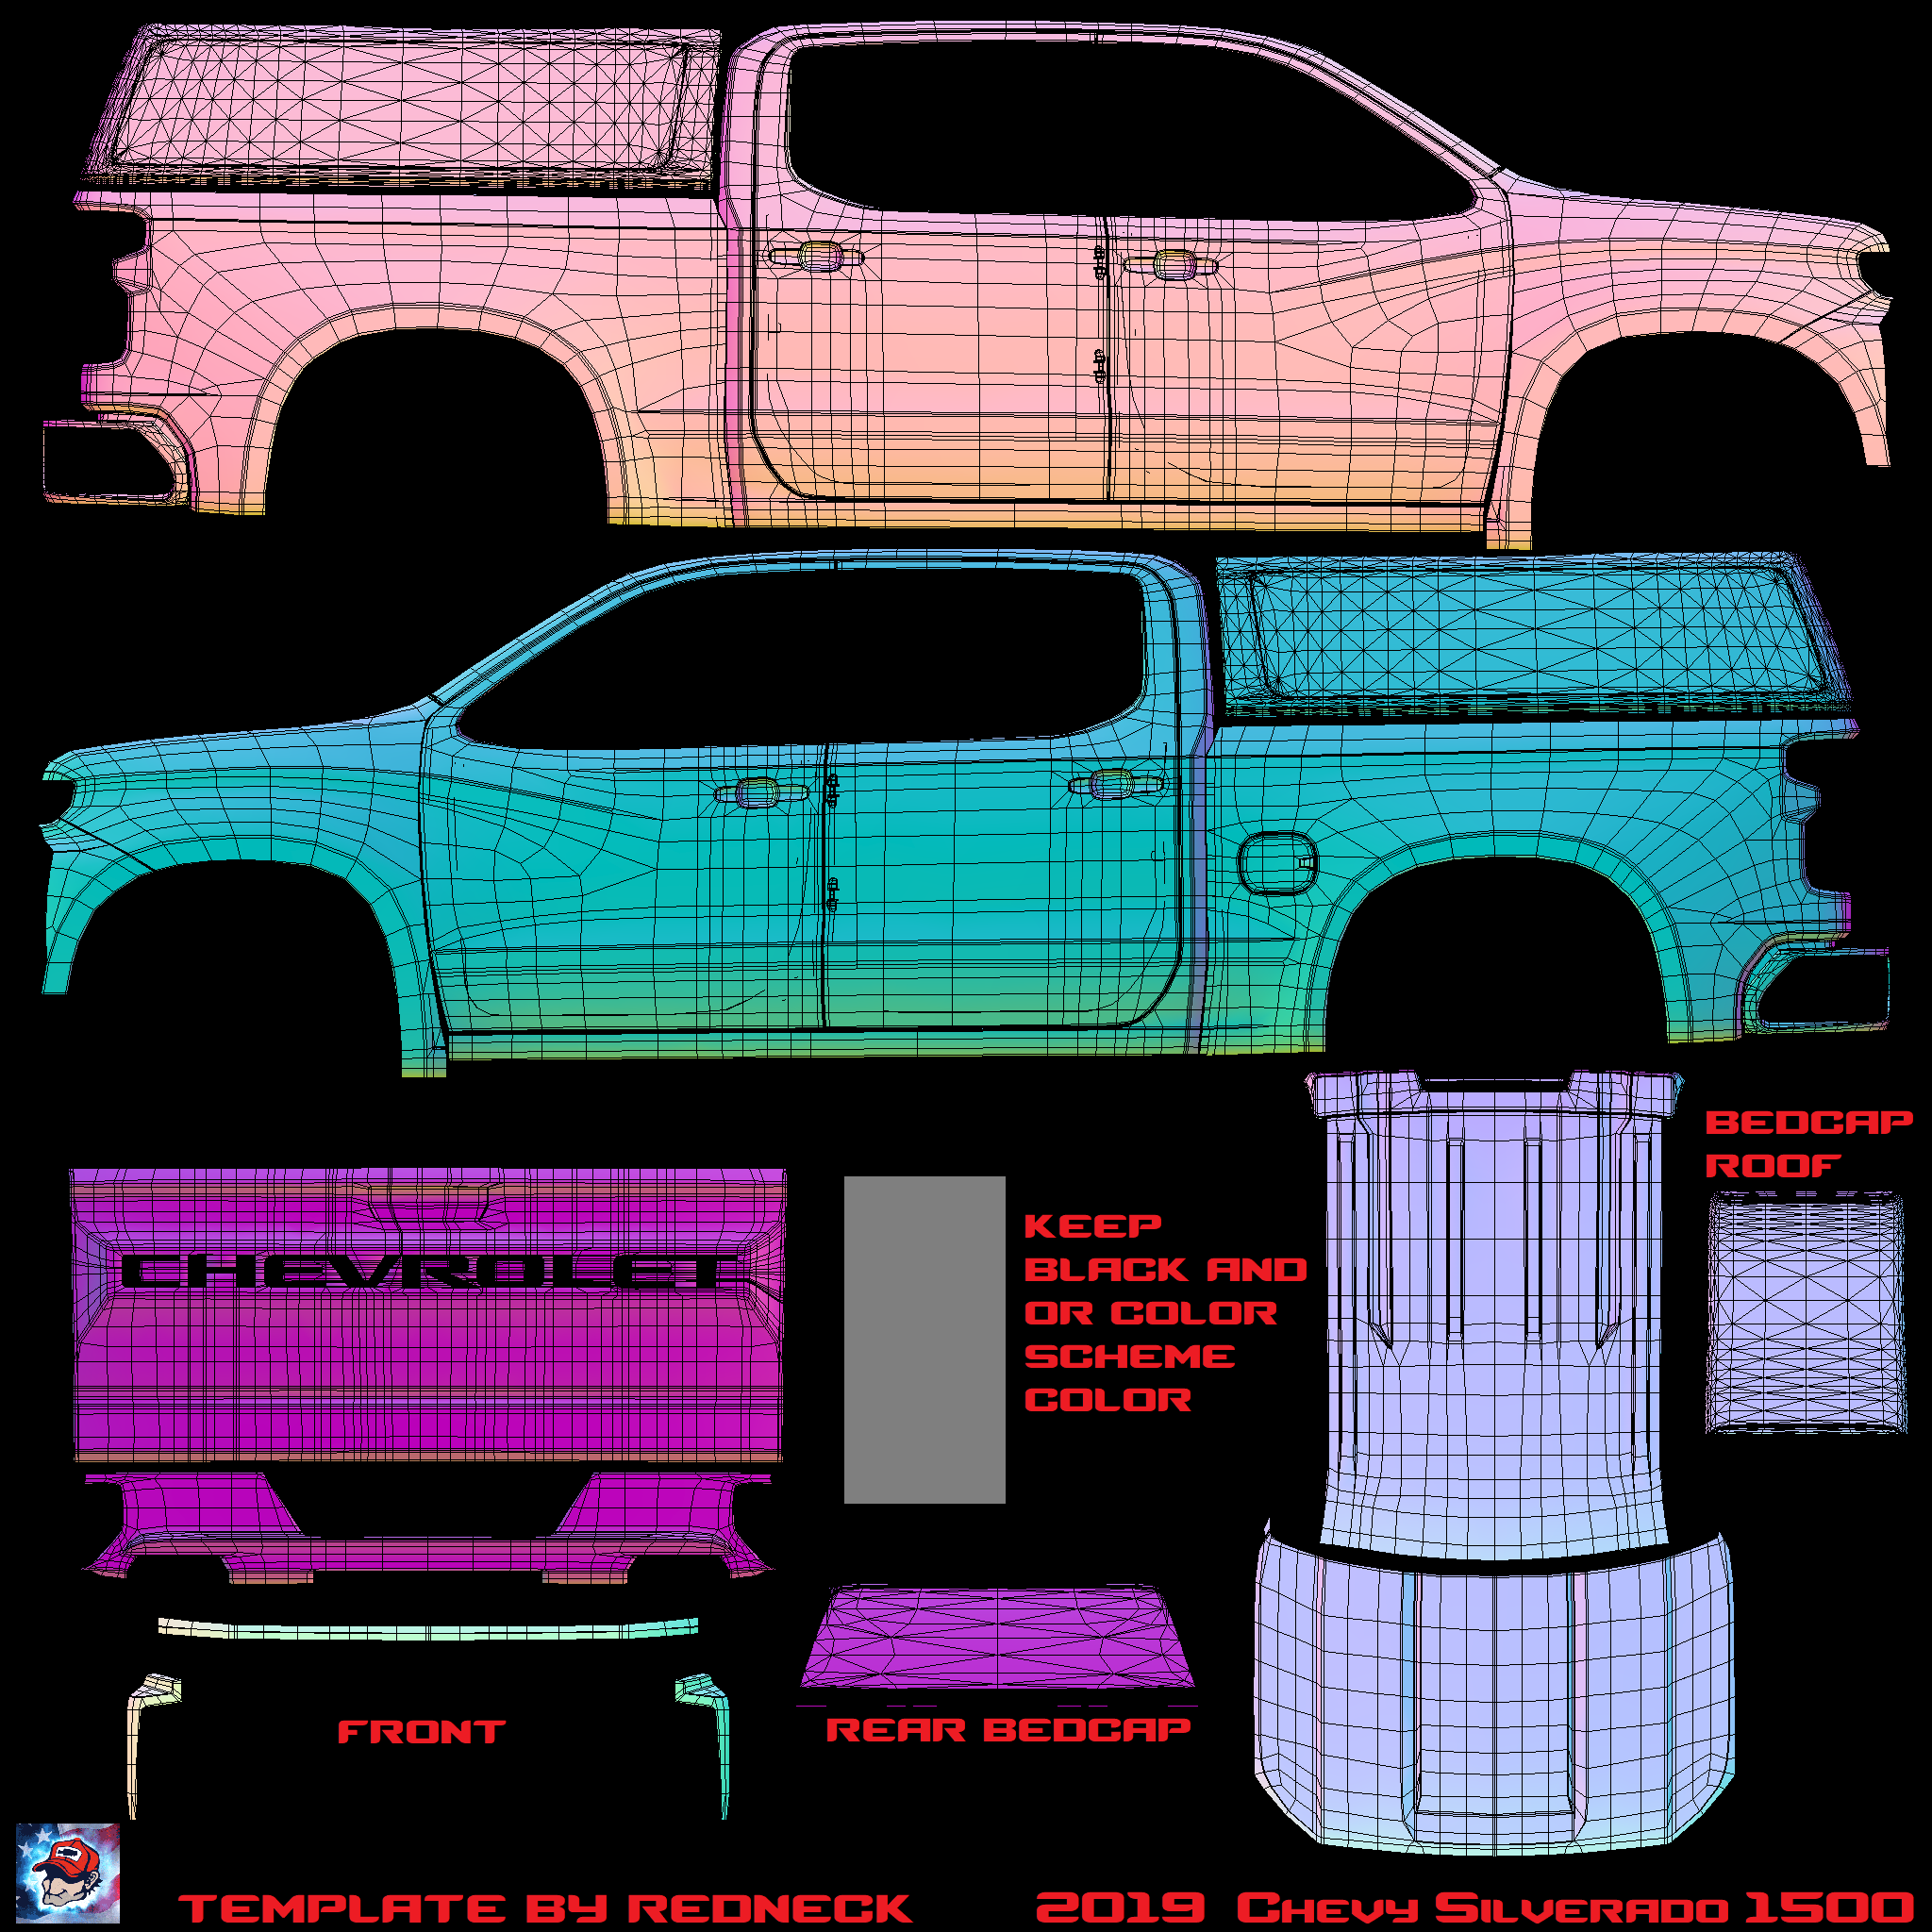 BEDCAP
ROOF
CHEVROLET
KEEP
BLACK AND
OR COLOR
SCHEME
COLOR
FRONT
REAR BEDCAP
TEMPLATE BY REDNECK
2019 CHEVY SILVERADO 1500